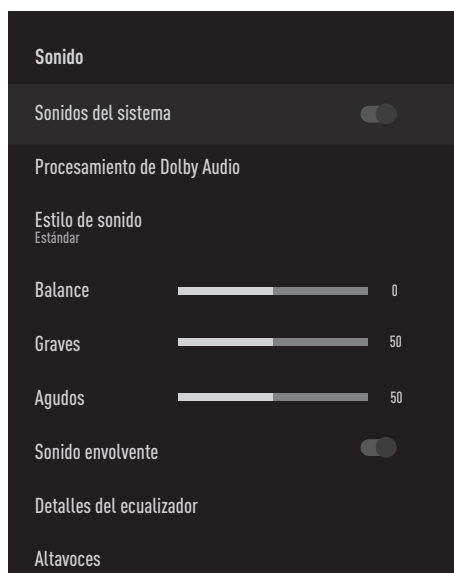 Sonido
Sonidos del sistema
Procesamiento de Dolby Audio
Estilo de sonido
Estándar
Balance 0
Graves 50
Agudos 50
Sonido envolvente
Detalles del ecualizador
Altavoces